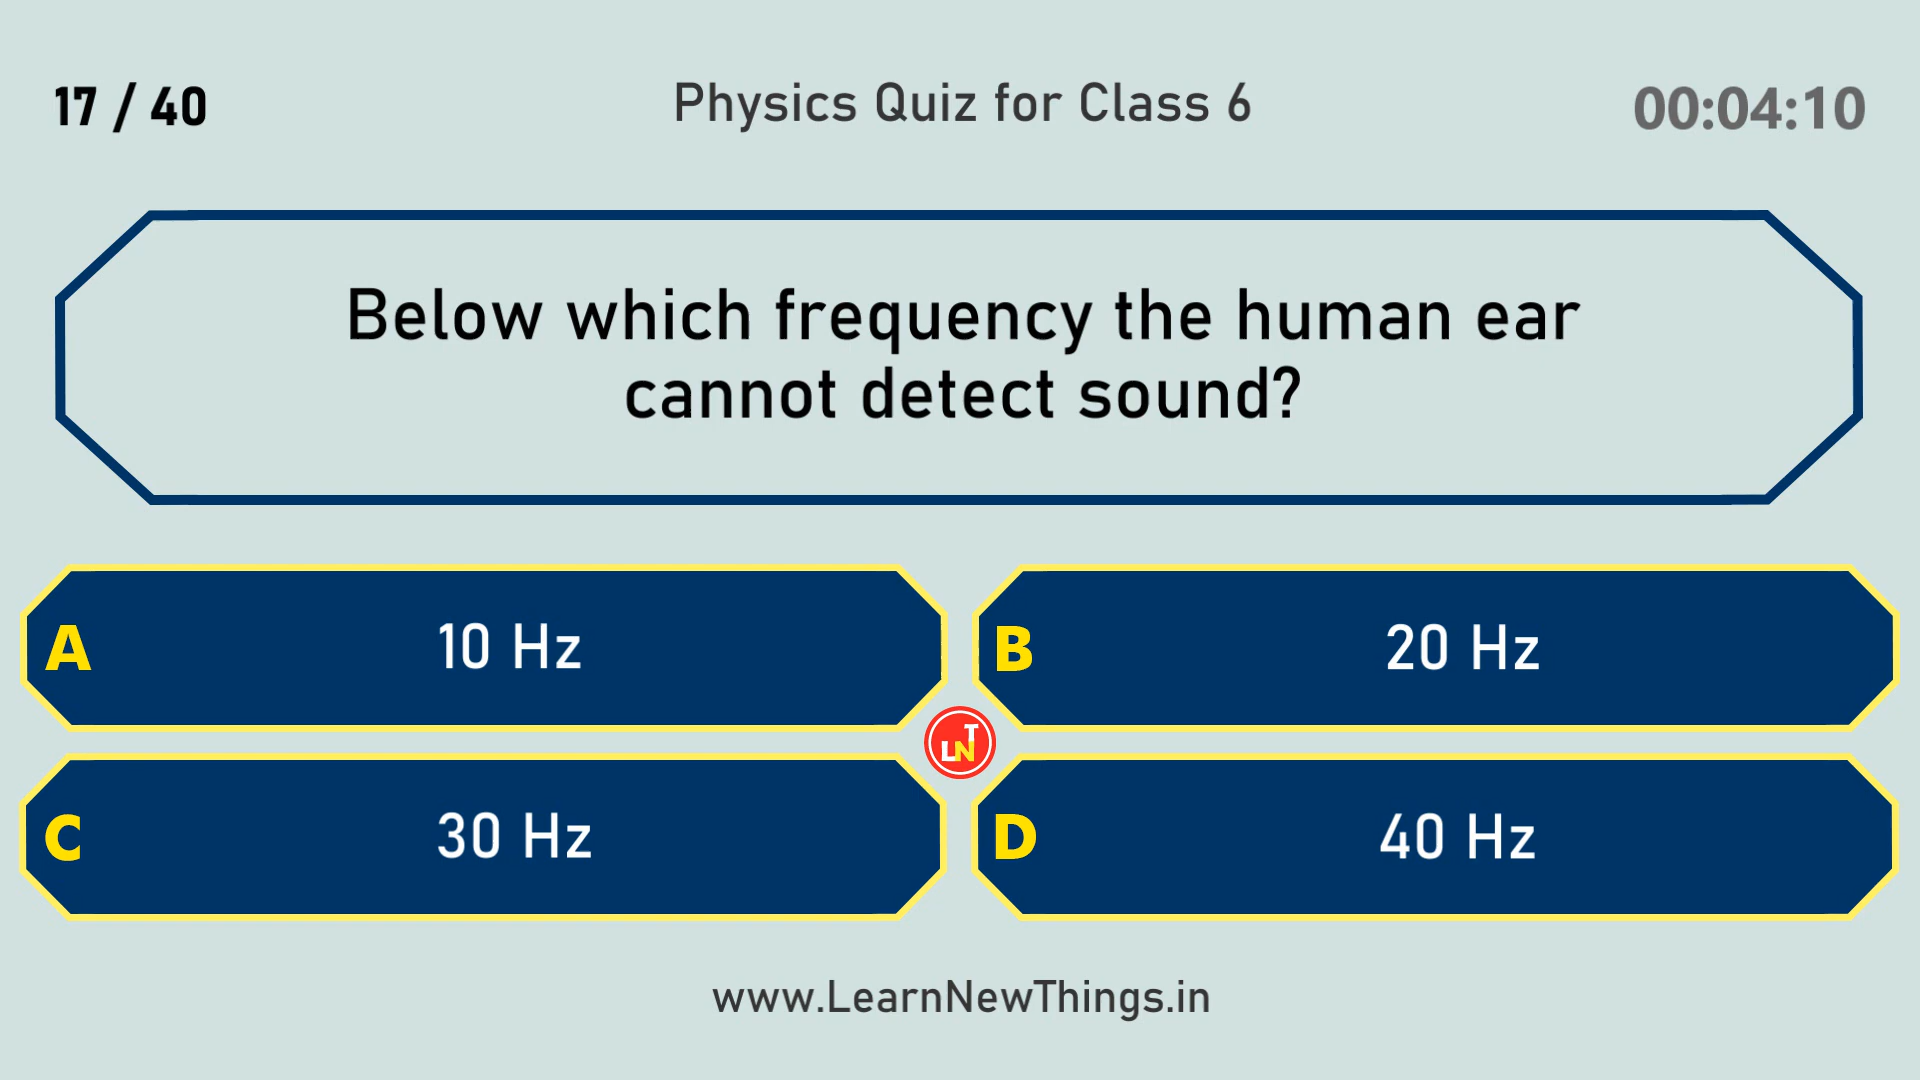 17 / 40
Physics Quiz for Class 6
00:04:10
Below which frequency the human ear
cannot detect sound?
A 10 Hz
B 20 Hz
LNT
C 30 Hz
D 40 Hz
www.LearnNewThings.in